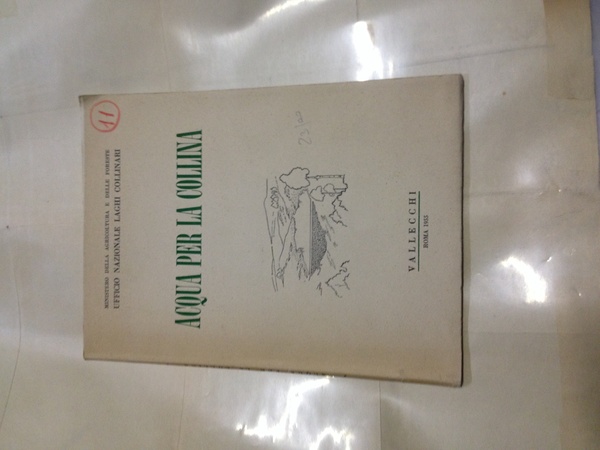 11
MINISTERO DELLA AGRICOLTURA E DELLE FORESTE
UFFICIO NAZIONALE LAGHI COLLINARI
ACQUA PER LA COLLINA
VALLECCHI
ROMA 1953